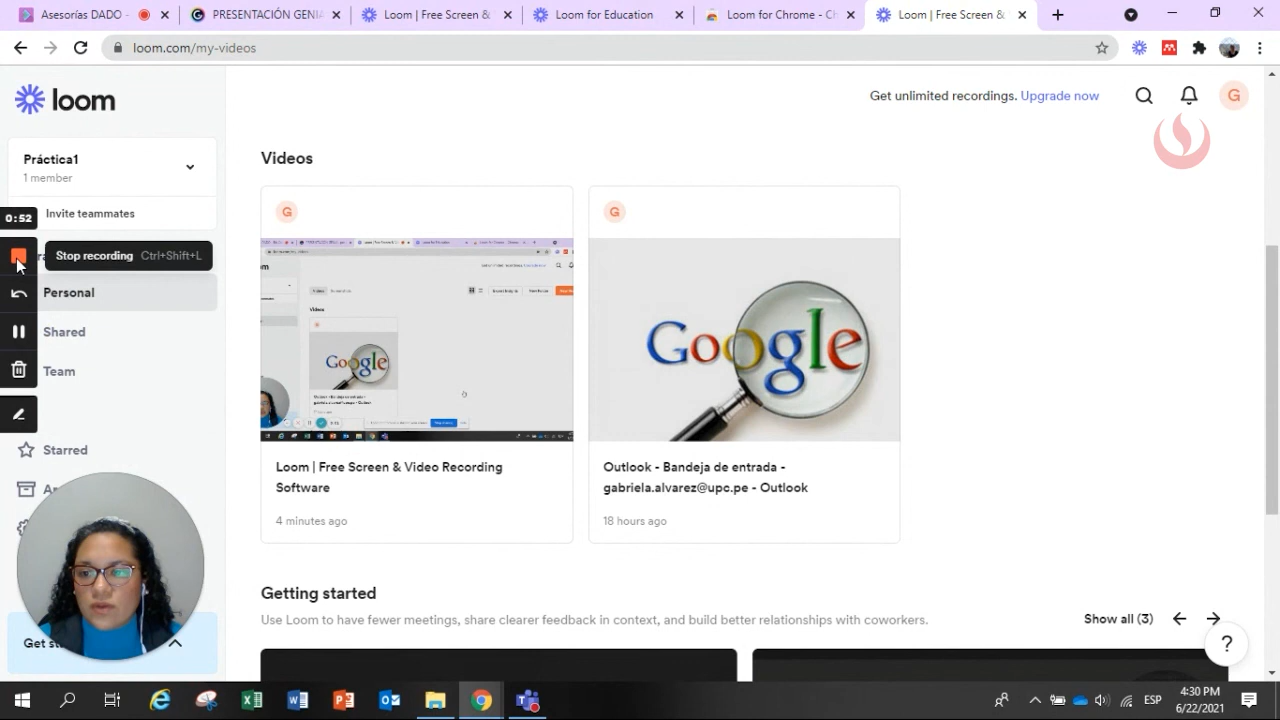 Asesorías DADO -
PRESENTACIÓN GENIA
Loom | Free Screen &
Loom for Education
Loom for Chrome - Ch
Loom | Free Screen &
loom.com/my-videos
loom
Get unlimited recordings. Upgrade now
G
Práctica1
1 member
Invite teammates
0:52
Stop recording Ctrl+Shift+L
Personal
Shared
Team
Starred
Videos
G
G
Google
Google
Loom | Free Screen & Video Recording
Software
4 minutes ago
Outlook - Bandeja de entrada -
gabriela.alvarez@upc.pe - Outlook
18 hours ago
Getting started
Use Loom to have fewer meetings, share clearer feedback in context, and build better relationships with coworkers.
Show all (3)
?
ESP
4:30 PM
6/22/2021